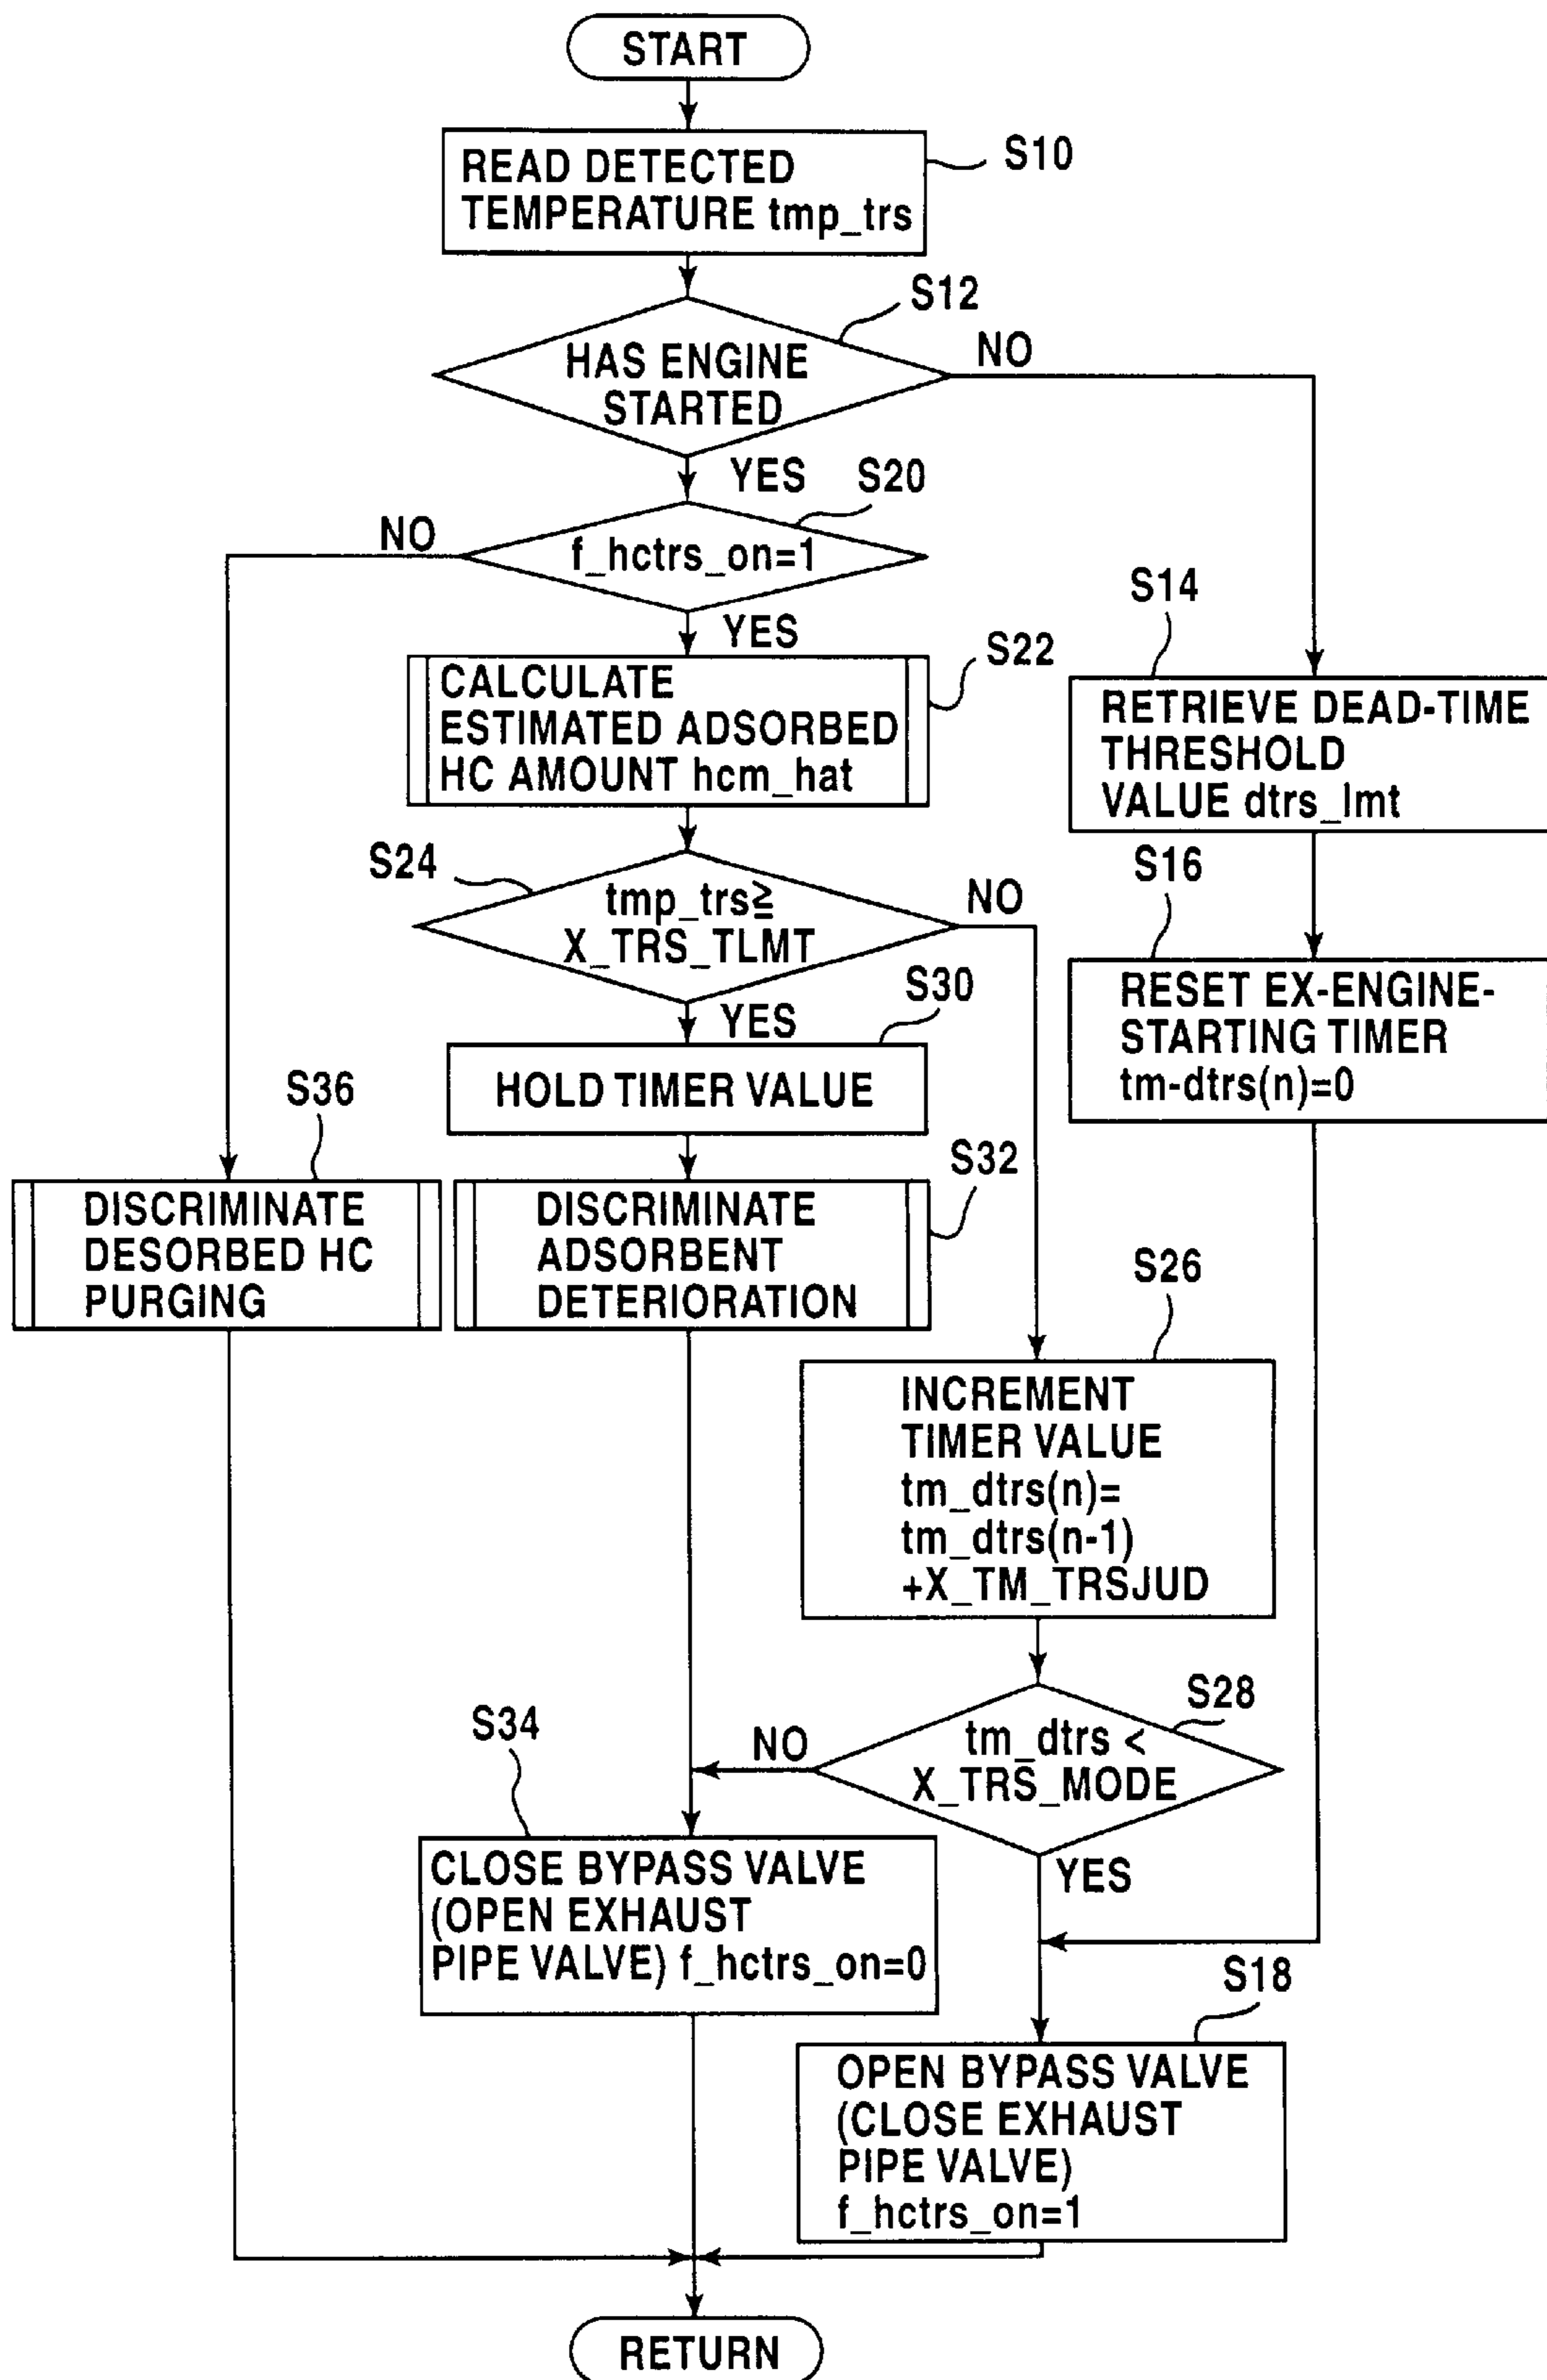 START
READ DETECTED
TEMPERATURE tmp_trs
S10
S12
HAS ENGINE
STARTED
NO
YES
S20
NO
f_hctrs_on=1
YES
S22
CALCULATE
ESTIMATED ADSORBED
HC AMOUNT hcm_hat
S14
RETRIEVE DEAD-TIME
THRESHOLD
VALUE dtrs_lmt
S24
tmp_trs≧
X_TRS_TLMT
NO
YES
S16
RESET EX-ENGINE-
STARTING TIMER
tm-dtrs(n)=0
S30
HOLD TIMER VALUE
S36
DISCRIMINATE
DESORBED HC
PURGING
S32
DISCRIMINATE
ADSORBENT
DETERIORATION
S26
INCREMENT
TIMER VALUE
tm_dtrs(n)=
tm_dtrs(n-1)
+X_TM_TRSJUD
S28
tm_dtrs <
X_TRS_MODE
NO
YES
S34
CLOSE BYPASS VALVE
(OPEN EXHAUST
PIPE VALVE) f_hctrs_on=0
S18
OPEN BYPASS VALVE
(CLOSE EXHAUST
PIPE VALVE)
f_hctrs_on=1
RETURN